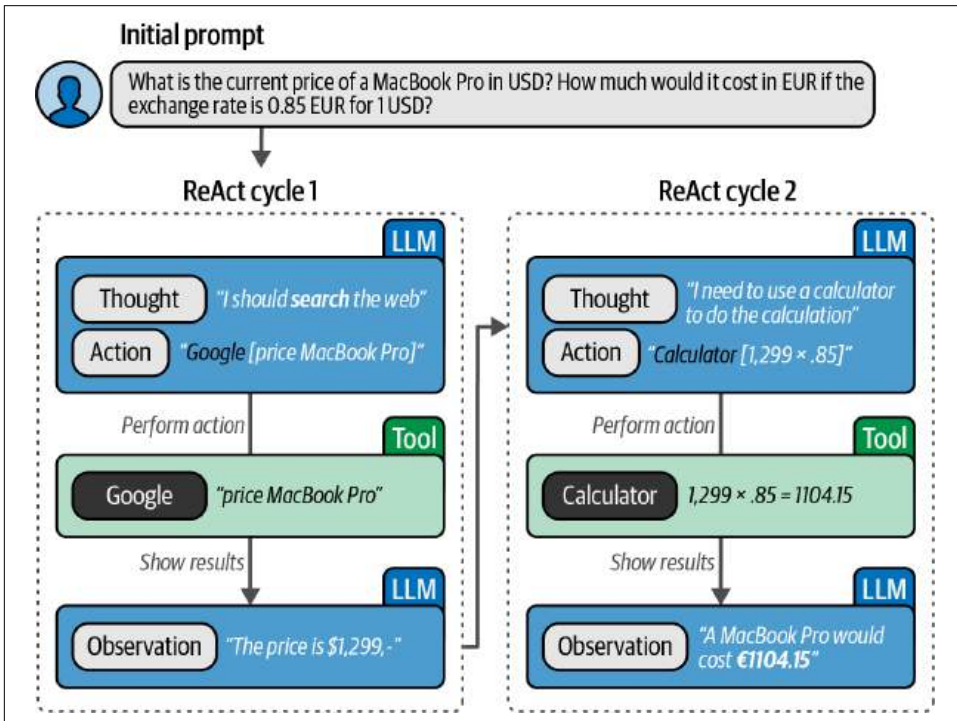 Initial prompt
What is the current price of a MacBook Pro in USD? How much would it cost in EUR if the
exchange rate is 0.85 EUR for 1 USD?
ReAct cycle 1
LLM
Thought
"I should search the web"
Action
"Google [price MacBook Pro]"
Perform action
Tool
Google
"price MacBook Pro"
Show results
LLM
Observation
"The price is $1,299,-"
ReAct cycle 2
LLM
Thought
"I need to use a calculator
to do the calculation"
Action
"Calculator [1,299 × .85]"
Perform action
Tool
Calculator
1,299 × .85 = 1104.15
Show results
LLM
Observation
"A MacBook Pro would
cost €1104.15"